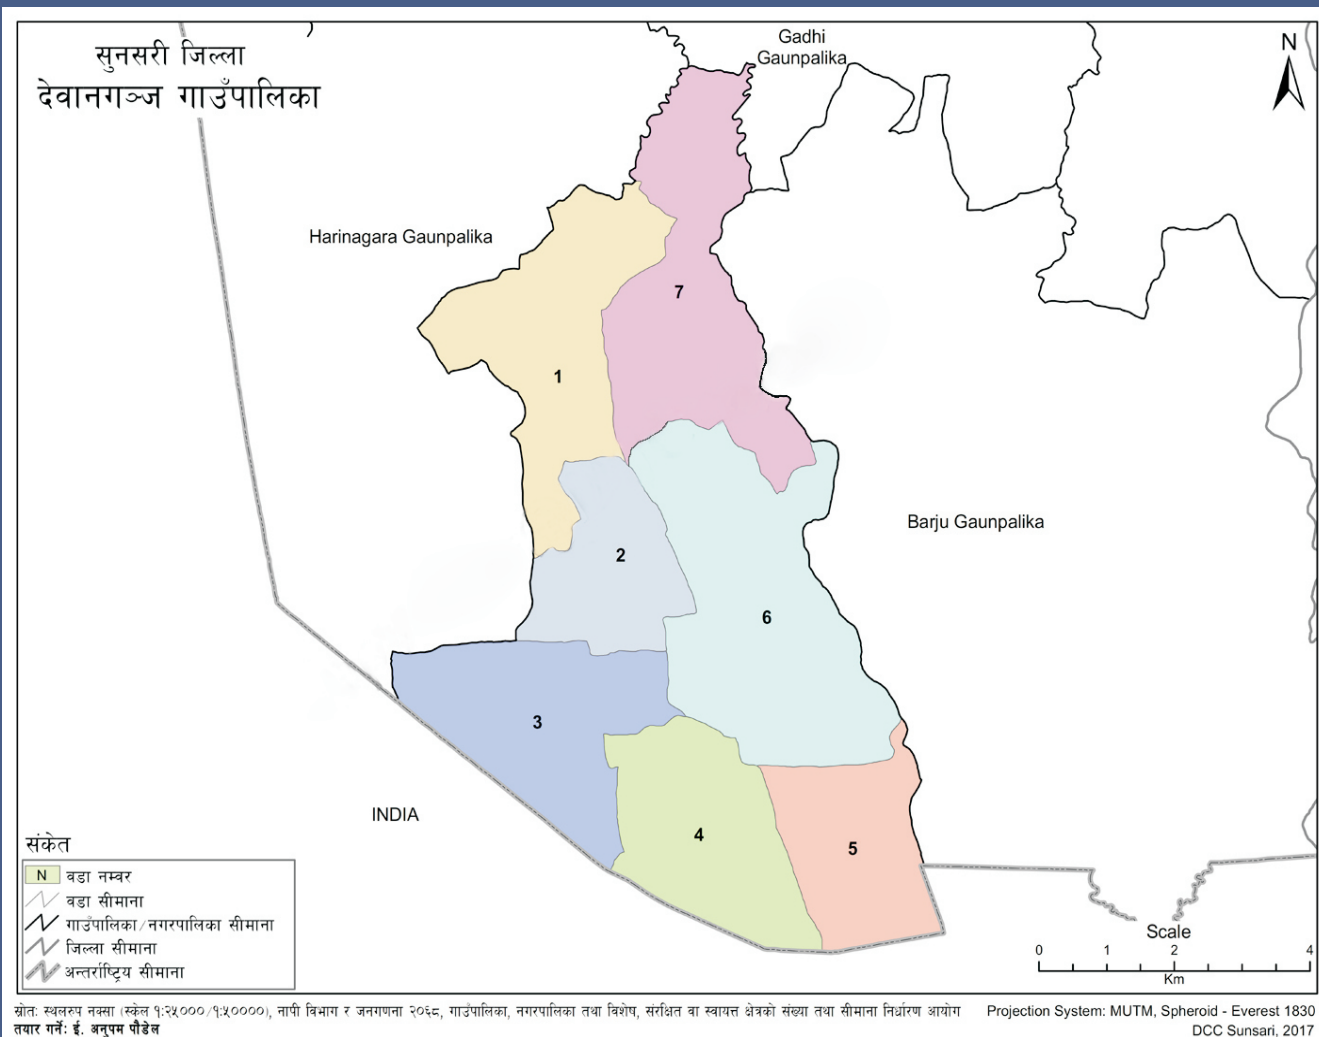 सुनसरी जिल्ला
देवानगञ्ज गाउँपालिका
Gadhi
Gaunpalika
N
Harinagara Gaunpalika
7
1
Barju Gaunpalika
2
6
3
INDIA
4
5
संकेत
N वडा नम्वर
वडा सीमाना
गाउँपालिका/नगरपालिका सीमाना
जिल्ला सीमाना
अन्तर्राष्ट्रिय सीमाना
Scale
0 1 2 4
Km
स्रोतः स्थलरुप नक्सा (स्केल १:२५०००/१:५००००), नापी विभाग र जनगणना २०६८, गाउँपालिका, नगरपालिका तथा विशेष, संरक्षित वा स्वायत्त क्षेत्रको संख्या तथा सीमाना निर्धारण आयोग
Projection System: MUTM, Spheroid - Everest 1830
तयार गर्नेः ई. अनुपम पौडेल
DCC Sunsari, 2017